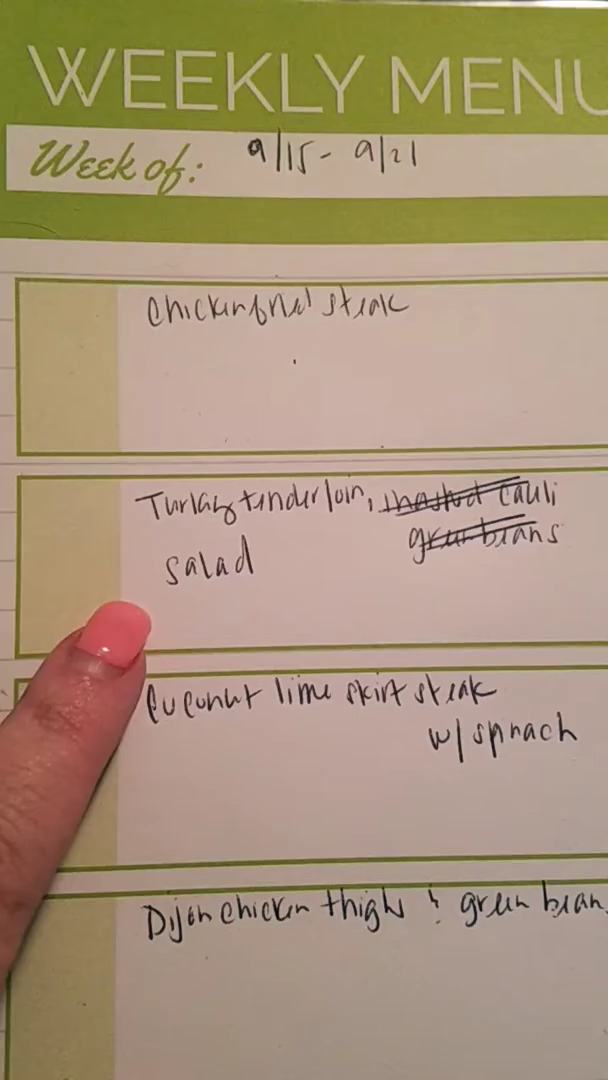 WEEKLY MENU
Week of: 9/15 - 9/21
Chicken fried steak
Turkey tenderloin, mashed cauli
green beans
salad
Coconut lime skirt steak
w/ spinach
Dijon chicken thighs & green bean